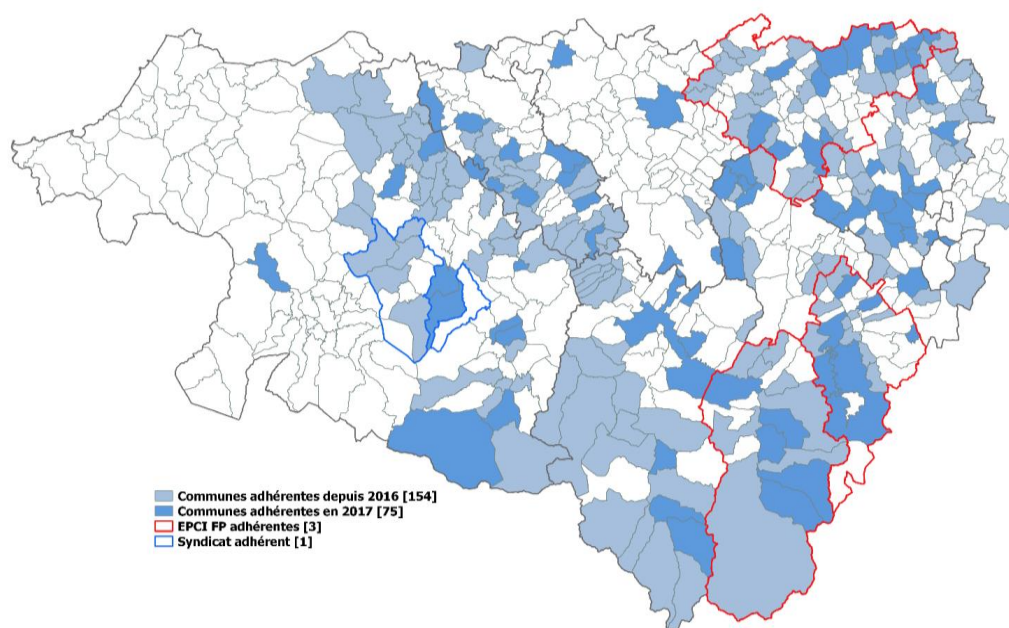 Communes adhérentes depuis 2016 [154]
Communes adhérentes en 2017 [75]
EPCI FP adhérentes [3]
Syndicat adhérent [1]